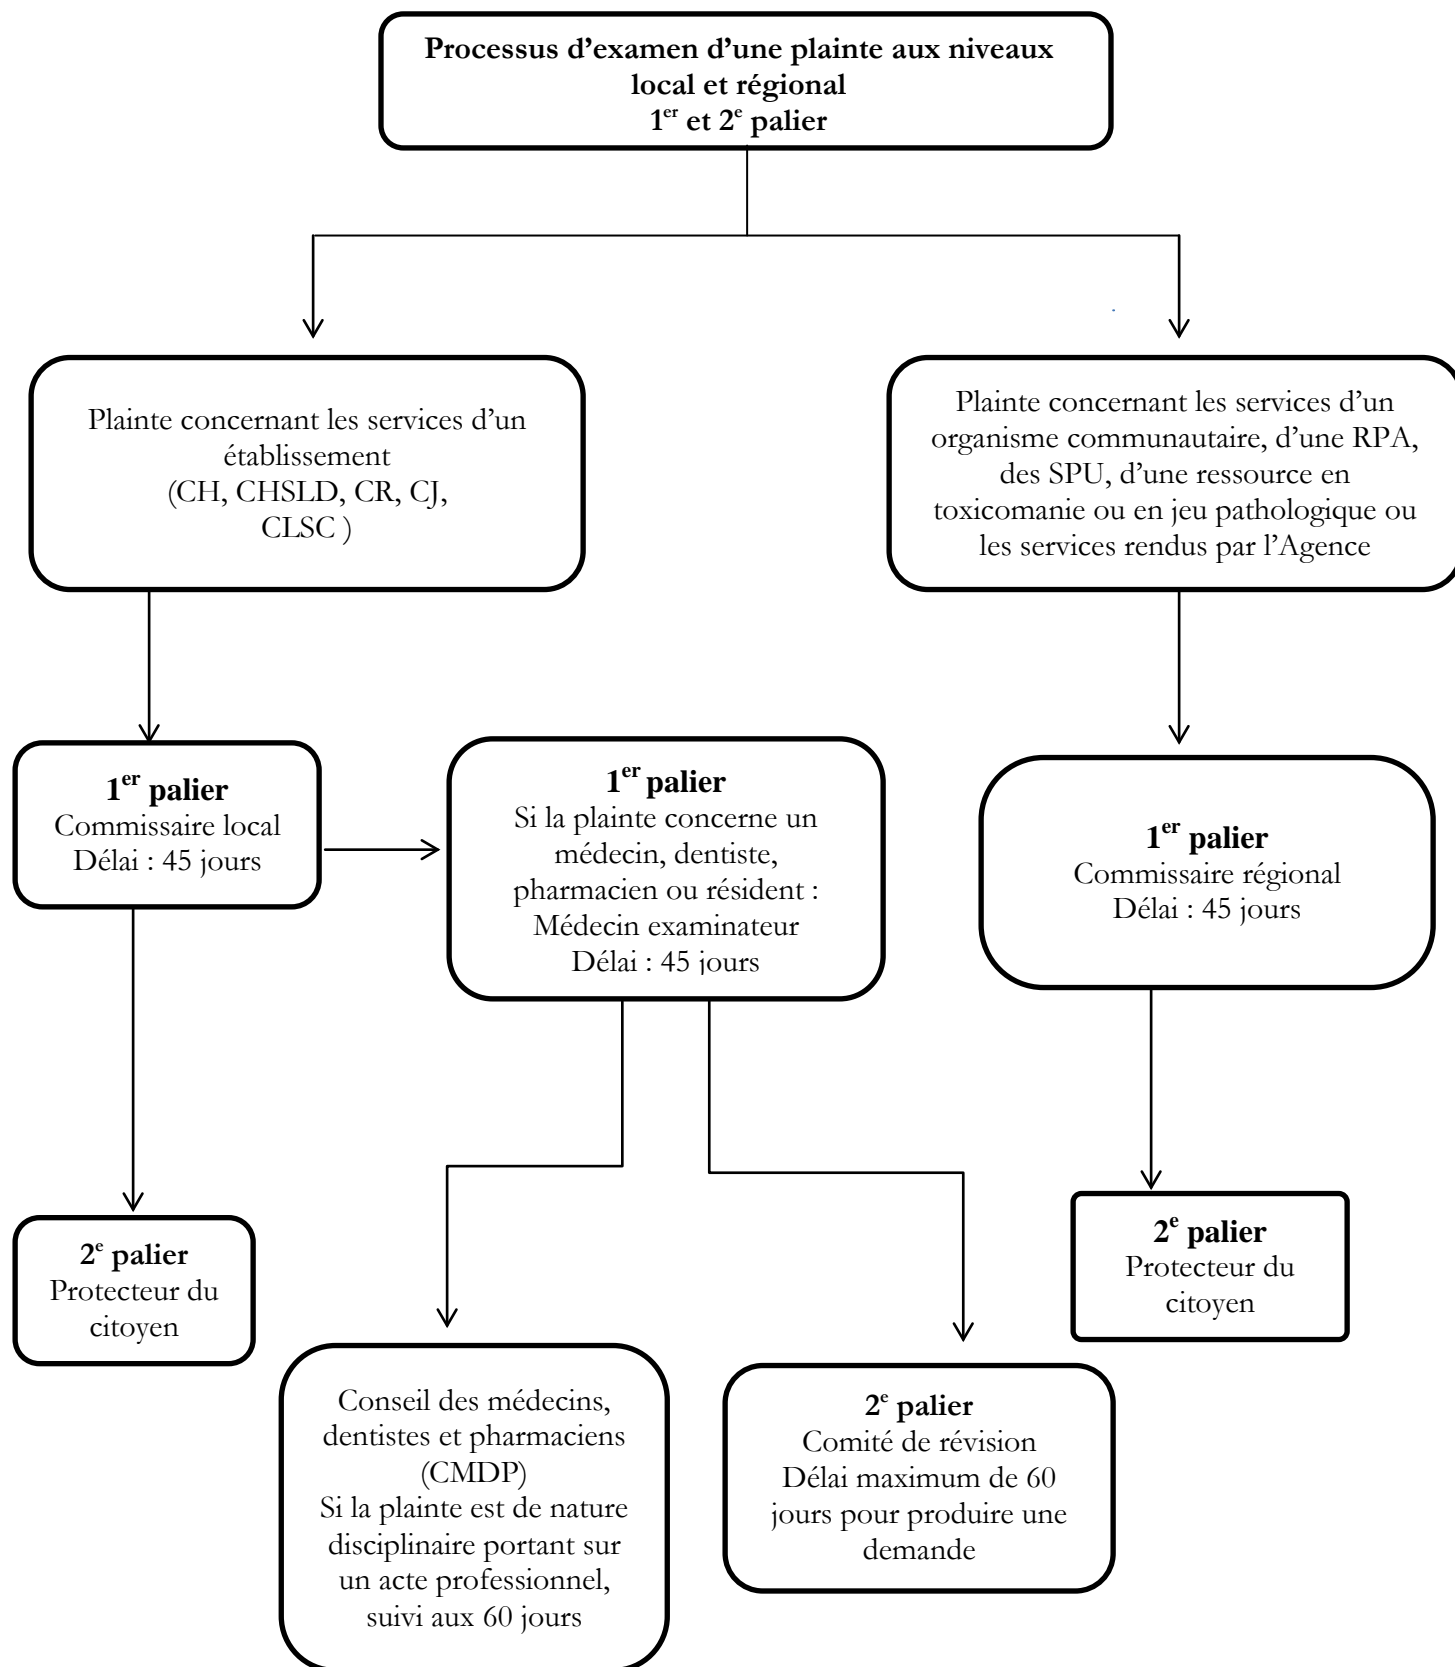 Processus d’examen d’une plainte aux niveaux
local et régional
1er et 2e palier
Plainte concernant les services d’un
établissement
(CH, CHSLD, CR, CJ,
CLSC )
Plainte concernant les services d’un
organisme communautaire, d’une RPA,
des SPU, d’une ressource en
toxicomanie ou en jeu pathologique ou
les services rendus par l’Agence
1er palier
Commissaire local
Délai : 45 jours
1er palier
Si la plainte concerne un
médecin, dentiste,
pharmacien ou résident :
Médecin examinateur
Délai : 45 jours
1er palier
Commissaire régional
Délai : 45 jours
2e palier
Protecteur du
citoyen
Conseil des médecins,
dentistes et pharmaciens
(CMDP)
Si la plainte est de nature
disciplinaire portant sur
un acte professionnel,
suivi aux 60 jours
2e palier
Comité de révision
Délai maximum de 60
jours pour produire une
demande
2e palier
Protecteur du
citoyen